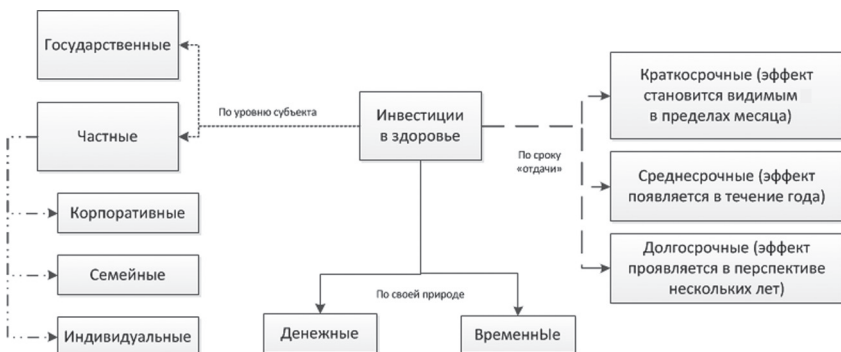 Государственные
Частные
Корпоративные
Семейные
Индивидуальные
По уровню субъекта
Инвестиции
в здоровье
По своей природе
Денежные
Временные
По сроку
«отдачи»
Краткосрочные (эффект
становится видимым
в пределах месяца)
Среднесрочные (эффект
появляется в течение года)
Долгосрочные (эффект
проявляется в перспективе
нескольких лет)